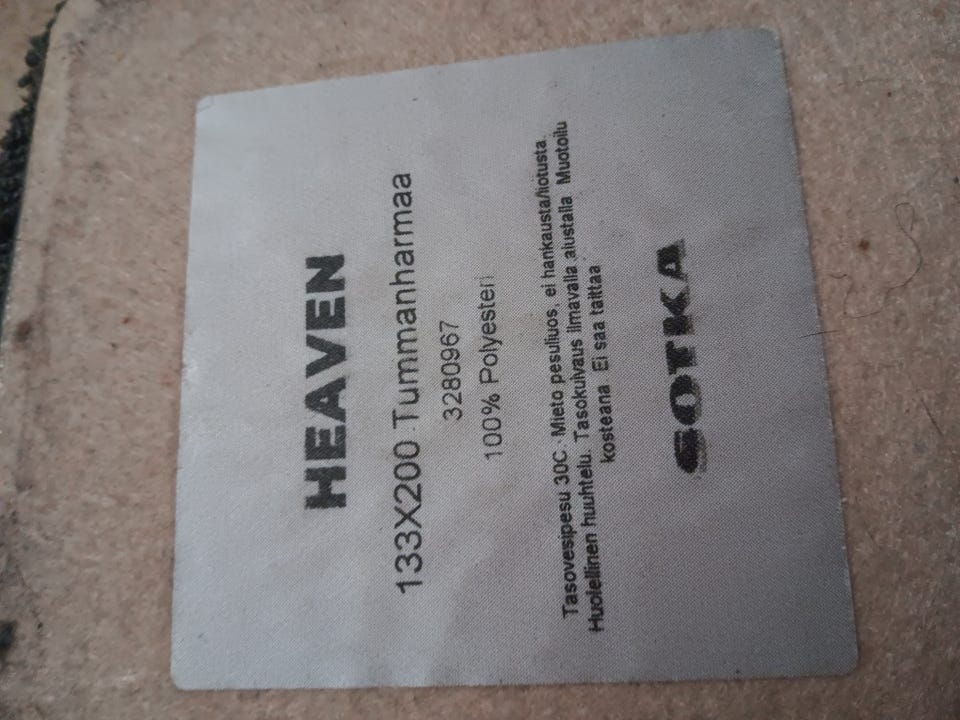 HEAVEN
133X200 Tummanharmaa
3280967
100% Polyesteri
Tasovesipesu 30C Mieto pesuliuos, ei hankausta/liotusta.
Huolellinen huuhtelu. Tasokuivaus ilmavalla alustalla Muotoilu
kosteana Ei saa taittaa
SOTKA